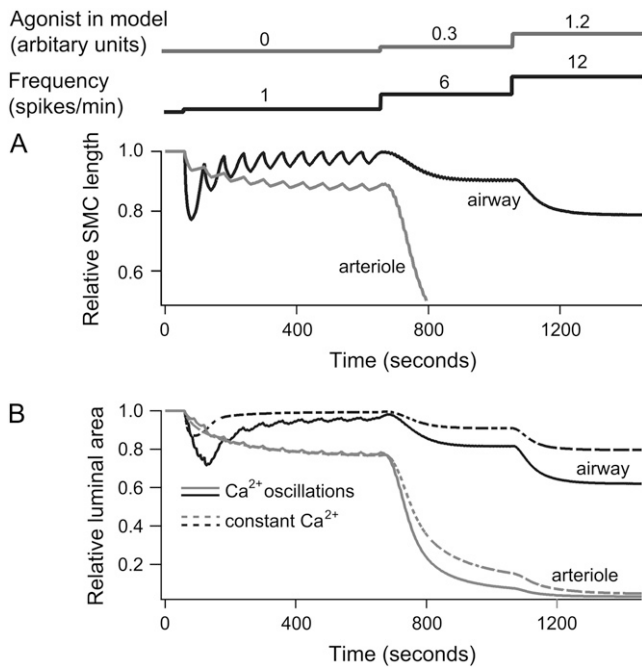 Agonist in model
(arbitary units)
0
0.3
1.2
Frequency
(spikes/min)
1
6
12
A
Relative SMC length
1.0
0.8
0.6
airway
arteriole
0
400
800
1200
Time (seconds)
B
Relative luminal area
1.0
0.8
0.6
0.4
0.2
Ca2+ oscillations
constant Ca2+
airway
arteriole
0
400
800
1200
Time (seconds)